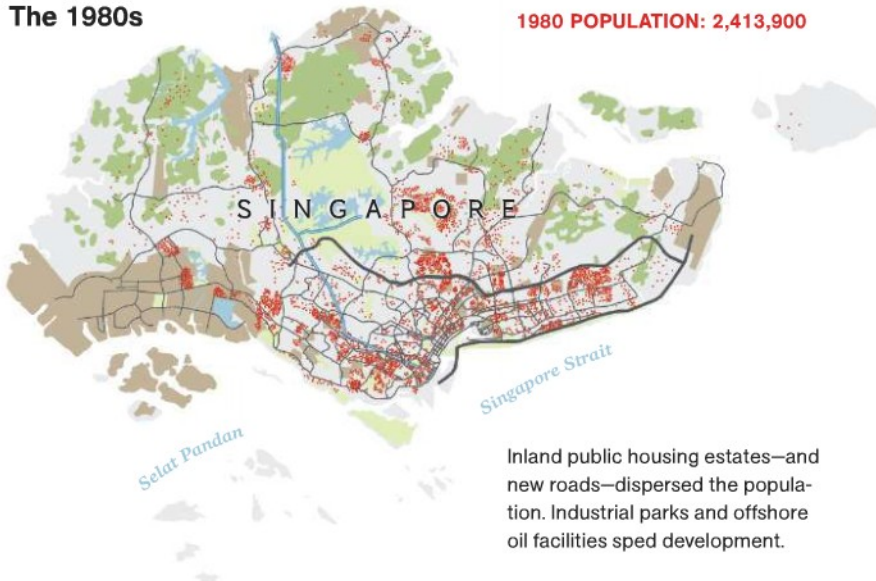 The 1980s
1980 POPULATION: 2,413,900
SINGAPORE
Singapore Strait
Selat Pandan
Inland public housing estates—and
new roads—dispersed the popula-
tion. Industrial parks and offshore
oil facilities sped development.